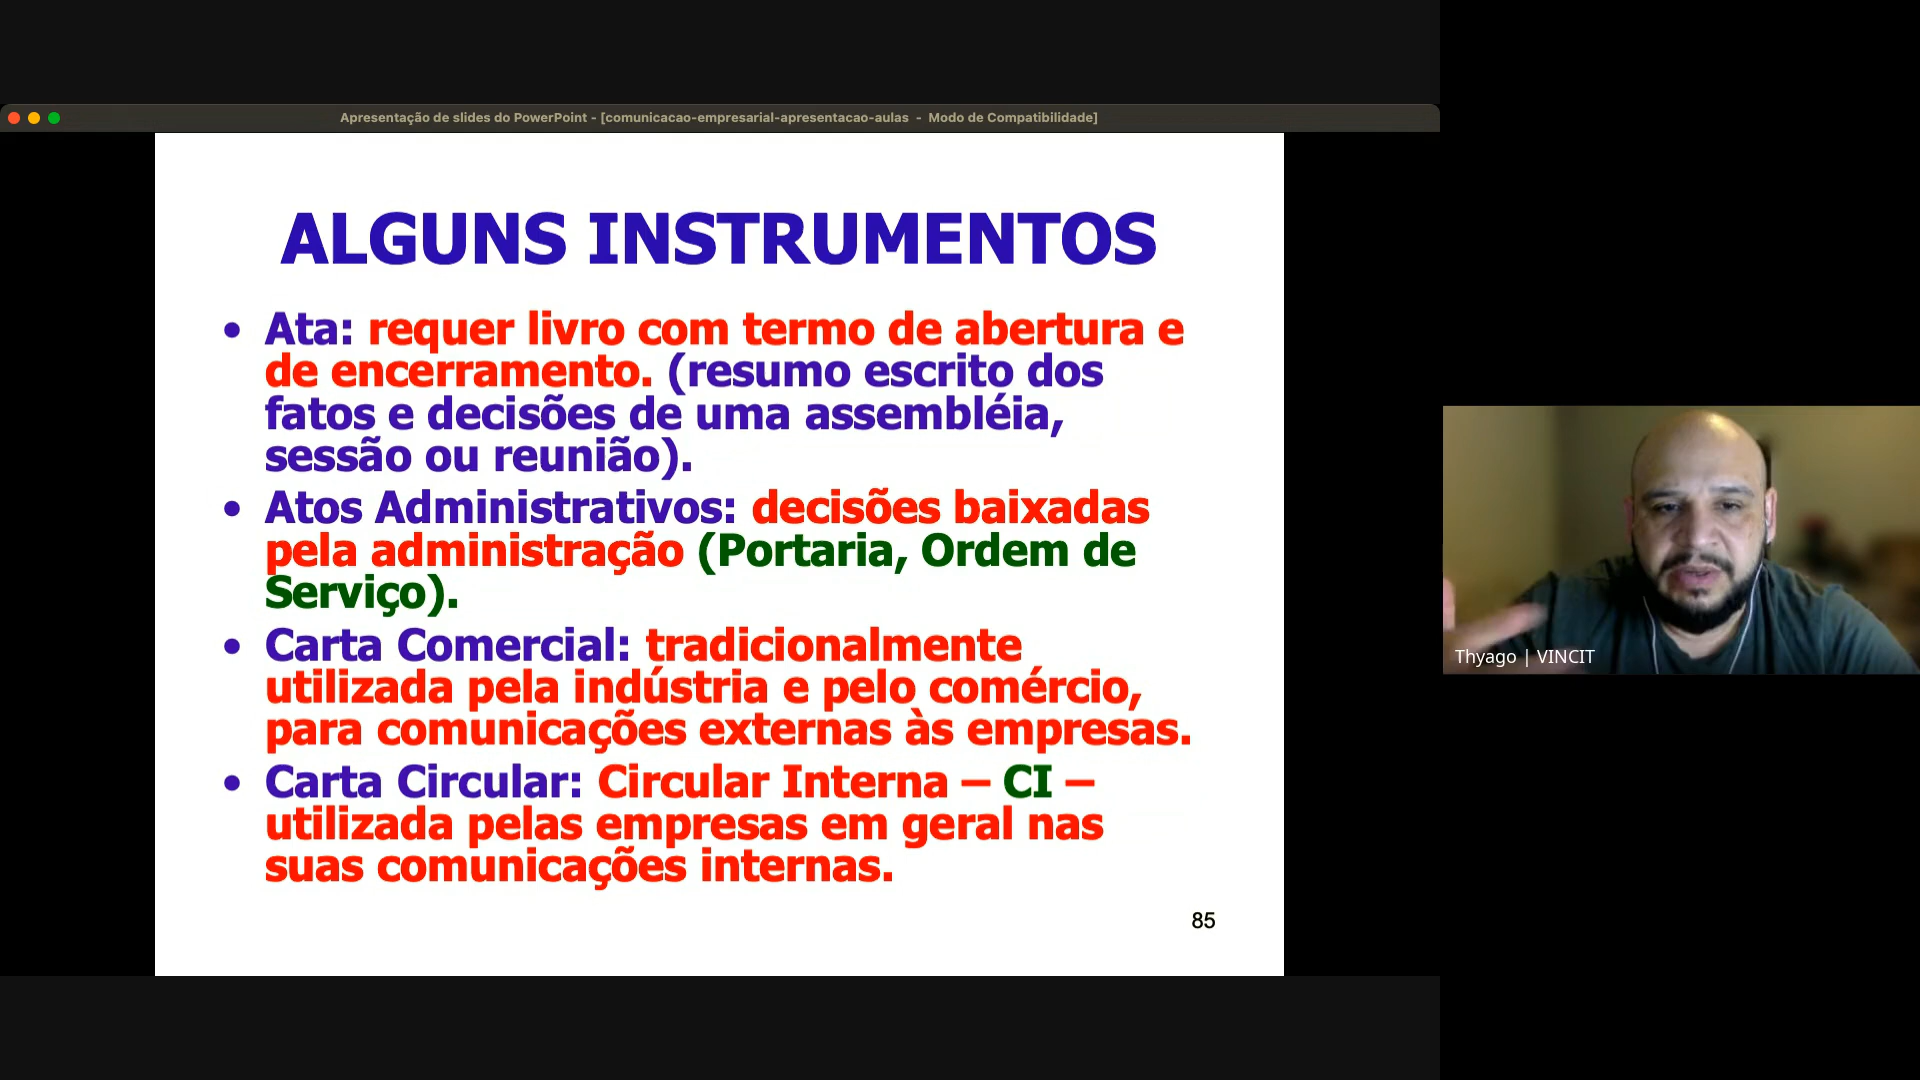 Apresentação de slides do PowerPoint - [comunicacao-empresarial-apresentacao-aulas - Modo de Compatibilidade]
ALGUNS INSTRUMENTOS
• Ata: requer livro com termo de abertura e
de encerramento. (resumo escrito dos
fatos e decisões de uma assembléia,
sessão ou reunião).
• Atos Administrativos: decisões baixadas
pela administração (Portaria, Ordem de
Serviço).
• Carta Comercial: tradicionalmente
utilizada pela indústria e pelo comércio,
para comunicações externas às empresas.
• Carta Circular: Circular Interna – CI –
utilizada pelas empresas em geral nas
suas comunicações internas.
85
Thyago | VINCIT